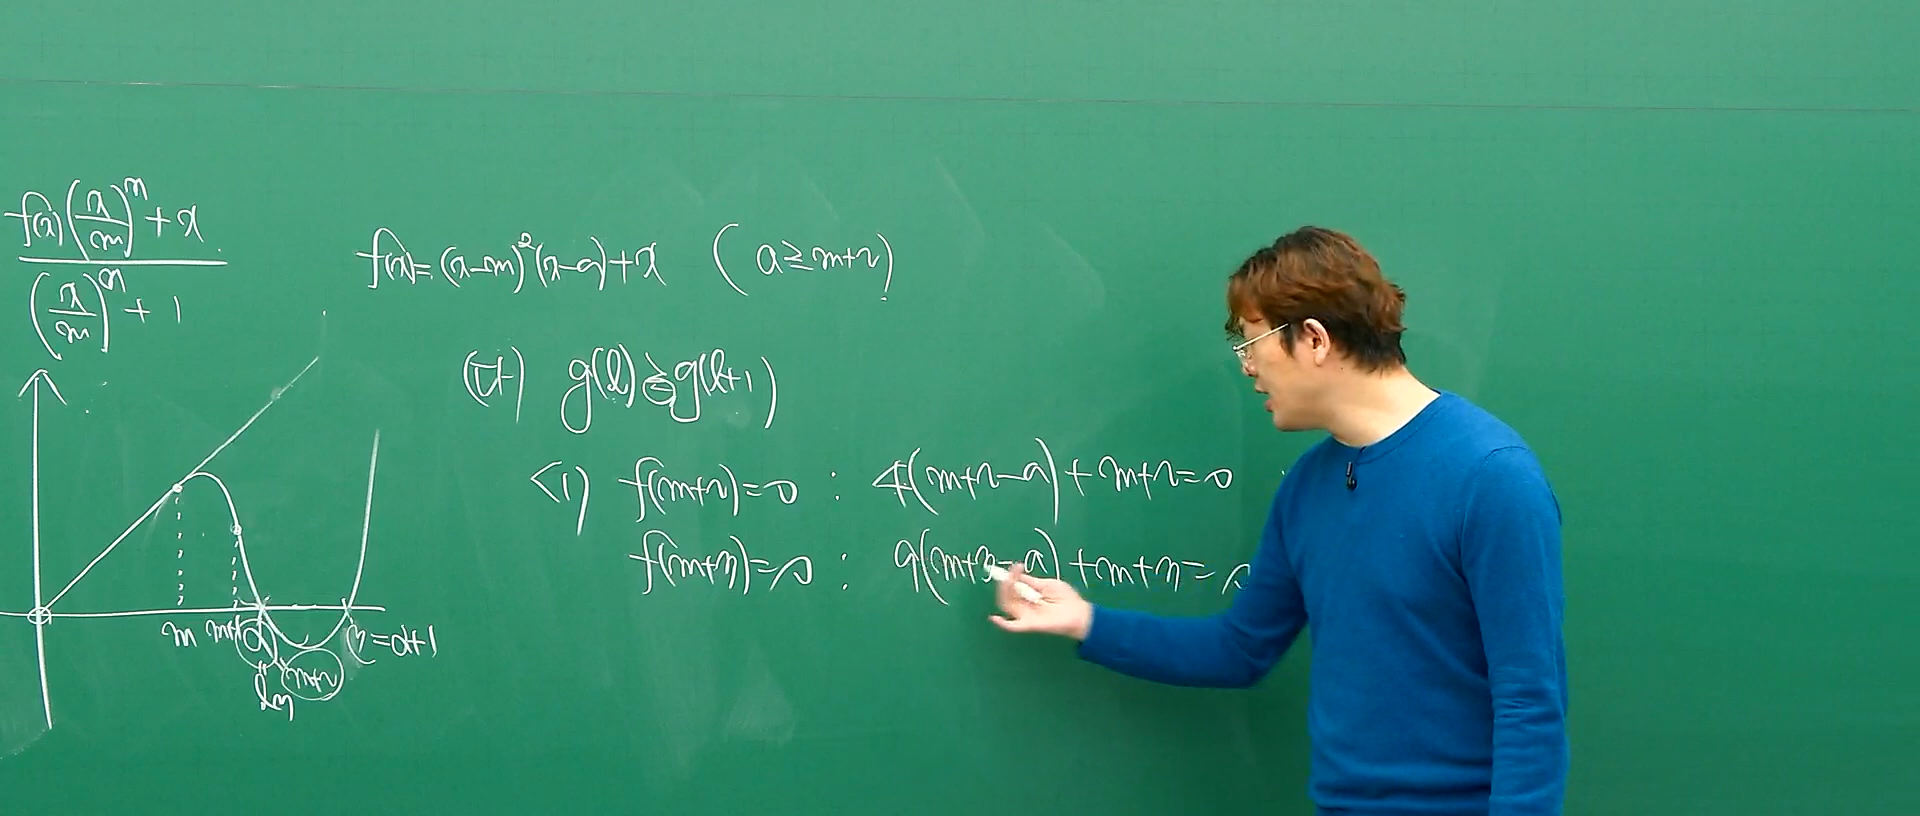 f(x)(x/m)^n + x
(x/m)^n + 1
f(x)=(x-m)^2(x-a)+x (a≥m+2)
(다) g(l)≥g(l+1)
<1) f(m+2)=0 : 4(m+2-a)+m+2=0
f(m+3)=0 : 9(m+3-a)+m+3=0
m m+1 α =α+1
m+2